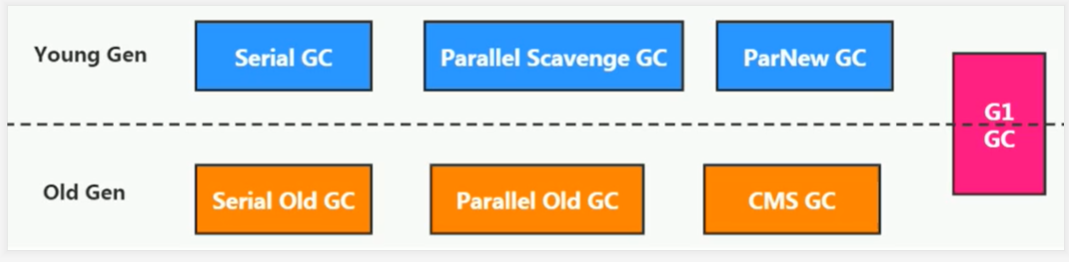 Young Gen
Serial GC
Parallel Scavenge GC
ParNew GC
G1
GC
Old Gen
Serial Old GC
Parallel Old GC
CMS GC